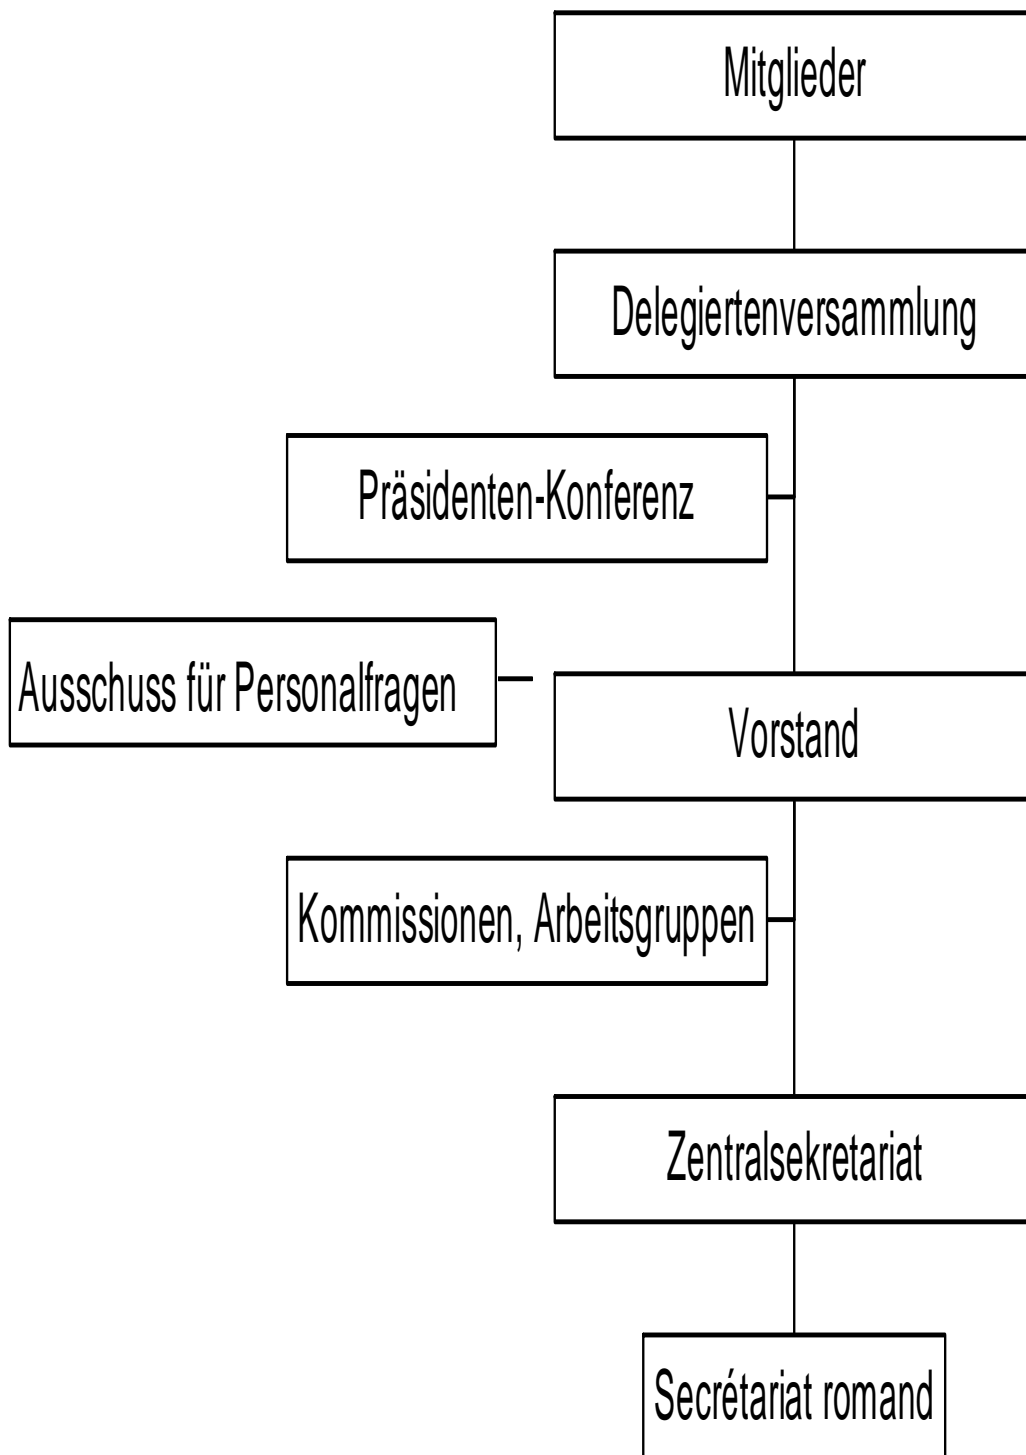 Mitglieder
Delegiertenversammlung
Präsidenten-Konferenz
Ausschuss für Personalfragen
Vorstand
Kommissionen, Arbeitsgruppen
Zentralsekretariat
Secrétariat romand